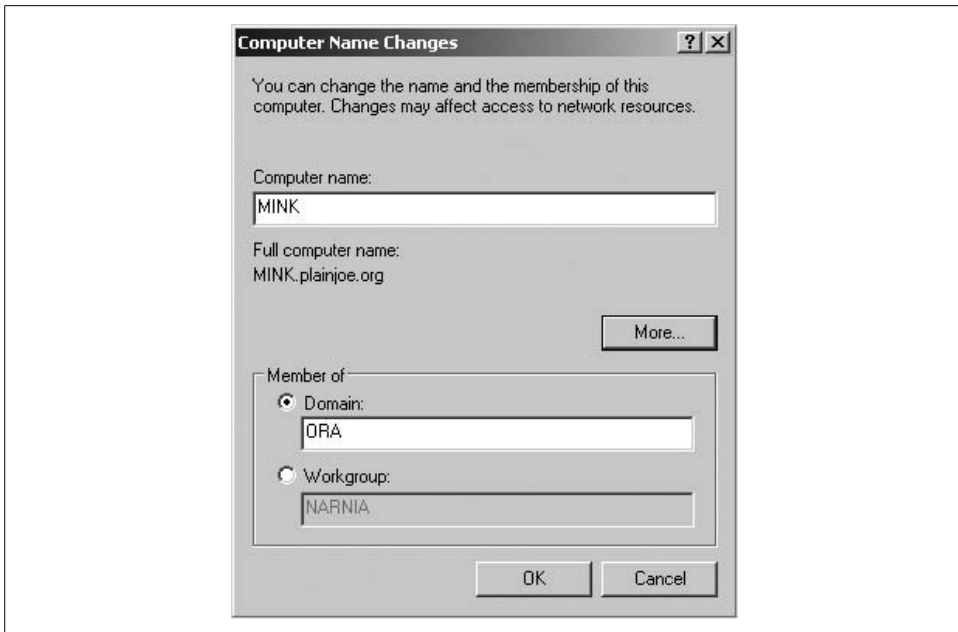 Computer Name Changes
You can change the name and the membership of this
computer. Changes may affect access to network resources.
Computer name:
MINK
Full computer name:
MINK.plainjoe.org
More...
Member of
Domain:
ORA
Workgroup:
NARNIA
OK Cancel